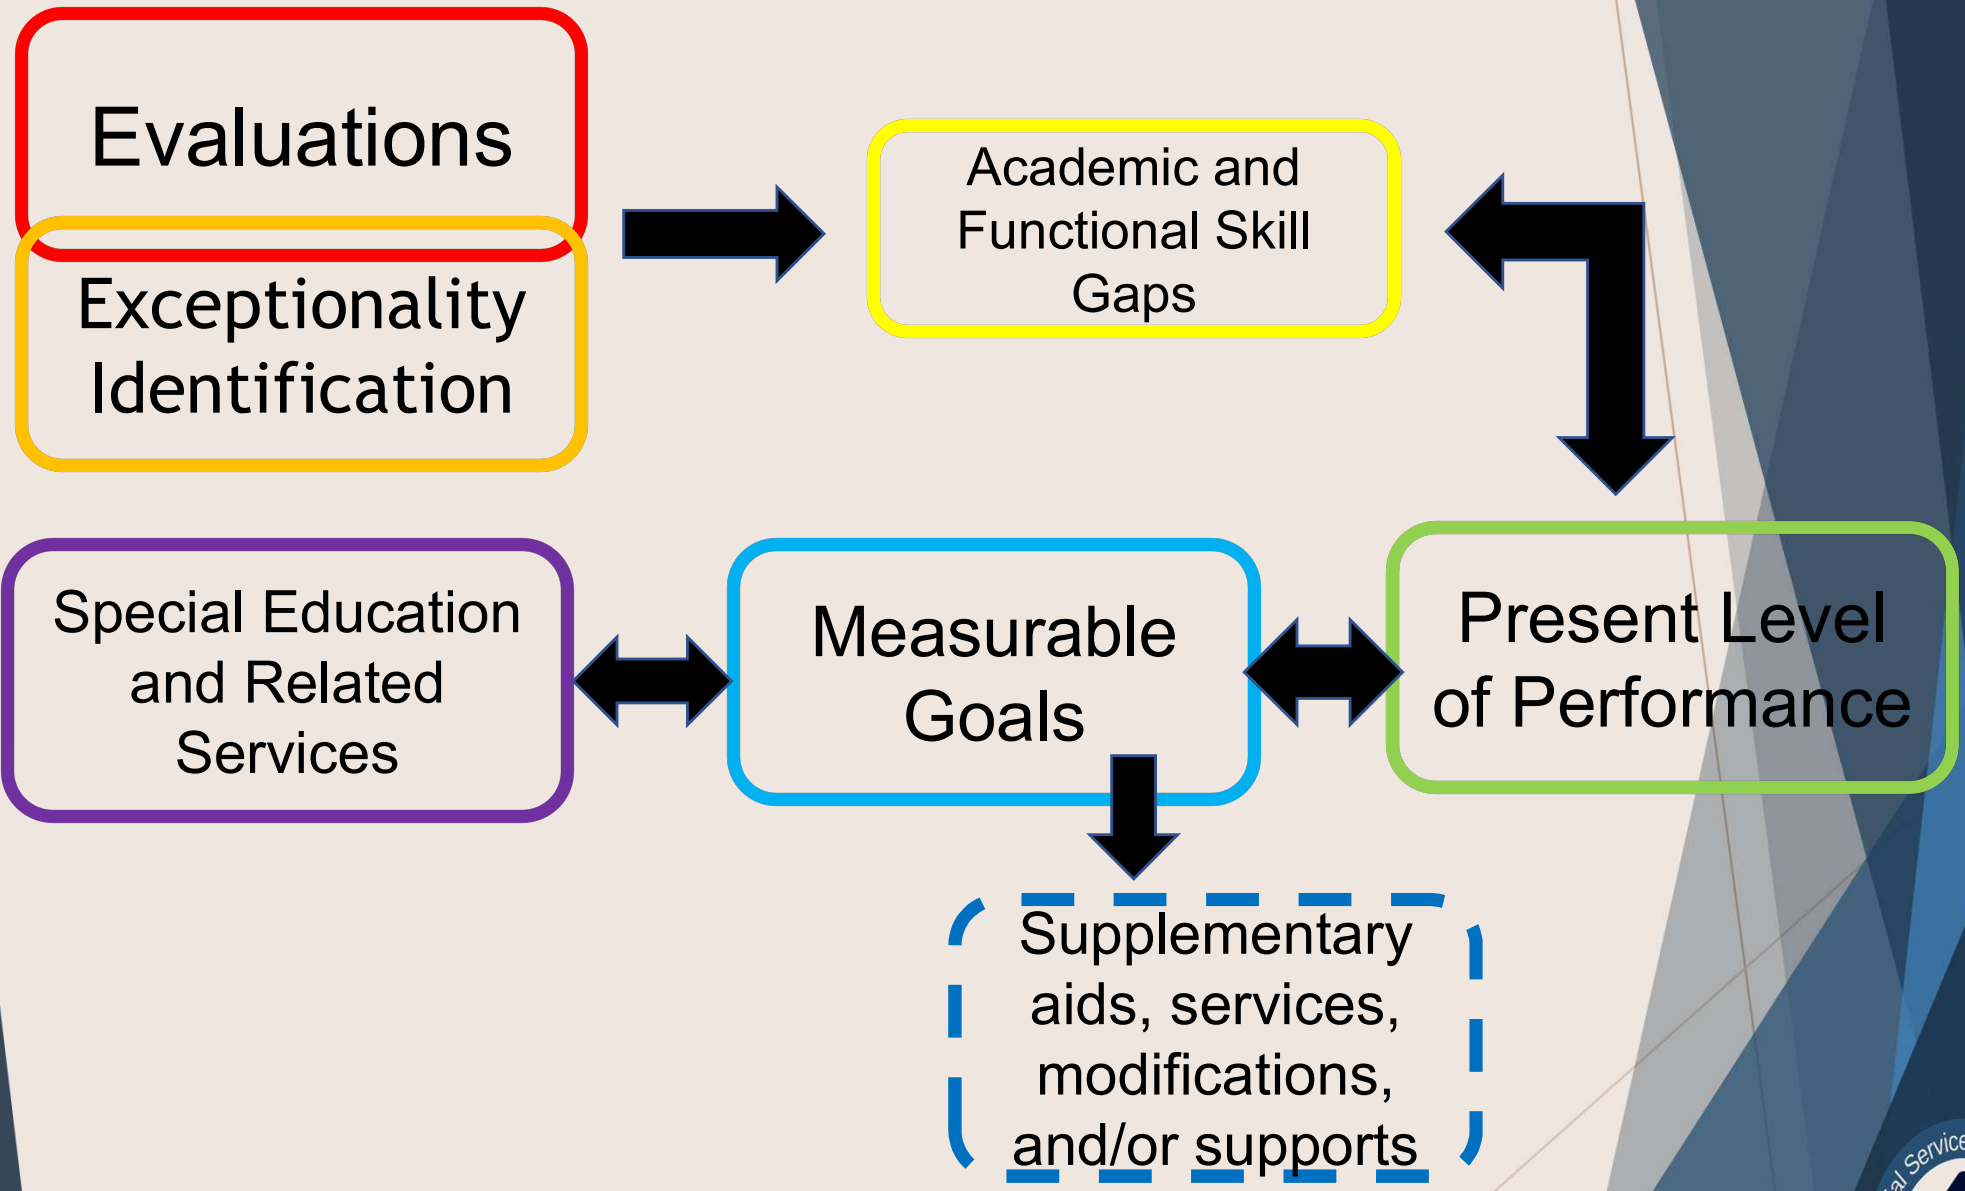 Evaluations
Exceptionality
Identification
Academic and
Functional Skill
Gaps
Special Education
and Related
Services
Measurable
Goals
Present Level
of Performance
Supplementary
aids, services,
modifications,
and/or supports